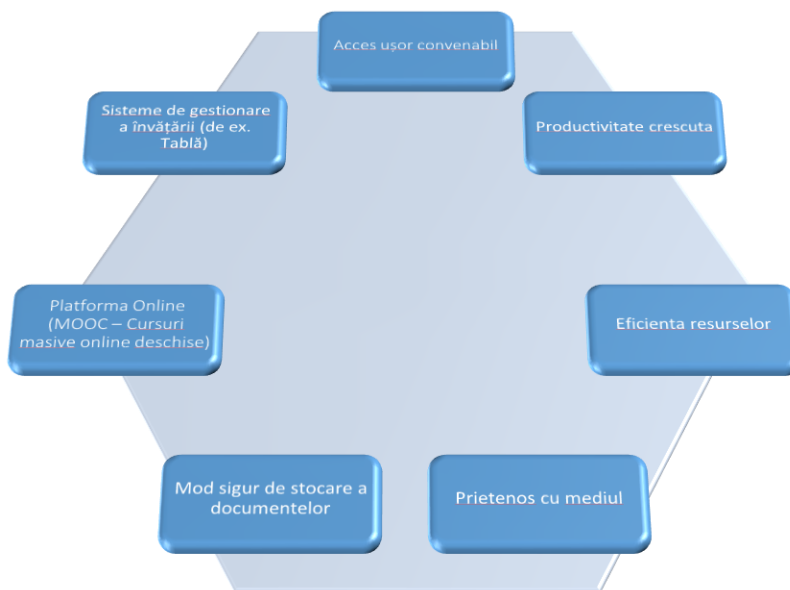 Acces ușor convenabil
Sisteme de gestionare
a învățării (de ex.
Tablă)
Productivitate crescuta
Platforma Online
(MOOC – Cursuri
masive online deschise)
Eficienta resurselor
Mod sigur de stocare a
documentelor
Prietenos cu mediul